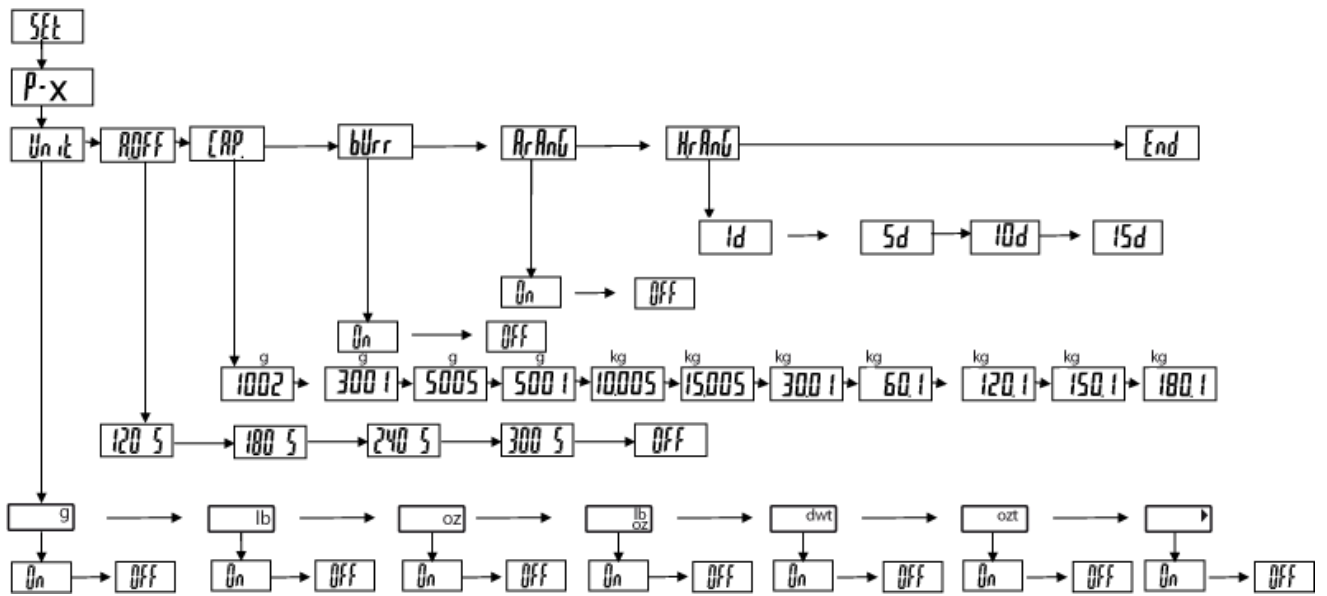 SEt
P-X
Unit A.OFF CAP. bUrr A.rAnG H.rAnG End
1d 5d 10d 15d
On OFF
On OFF
g g g g kg kg kg kg kg kg kg
1002 3001 5005 5001 10.005 15.005 30.01 60.1 120.1 150.1 180.1
120 S 180 S 240 S 300 S OFF
g lb oz lb oz dwt ozt
On OFF On OFF On OFF On OFF On OFF On OFF On OFF